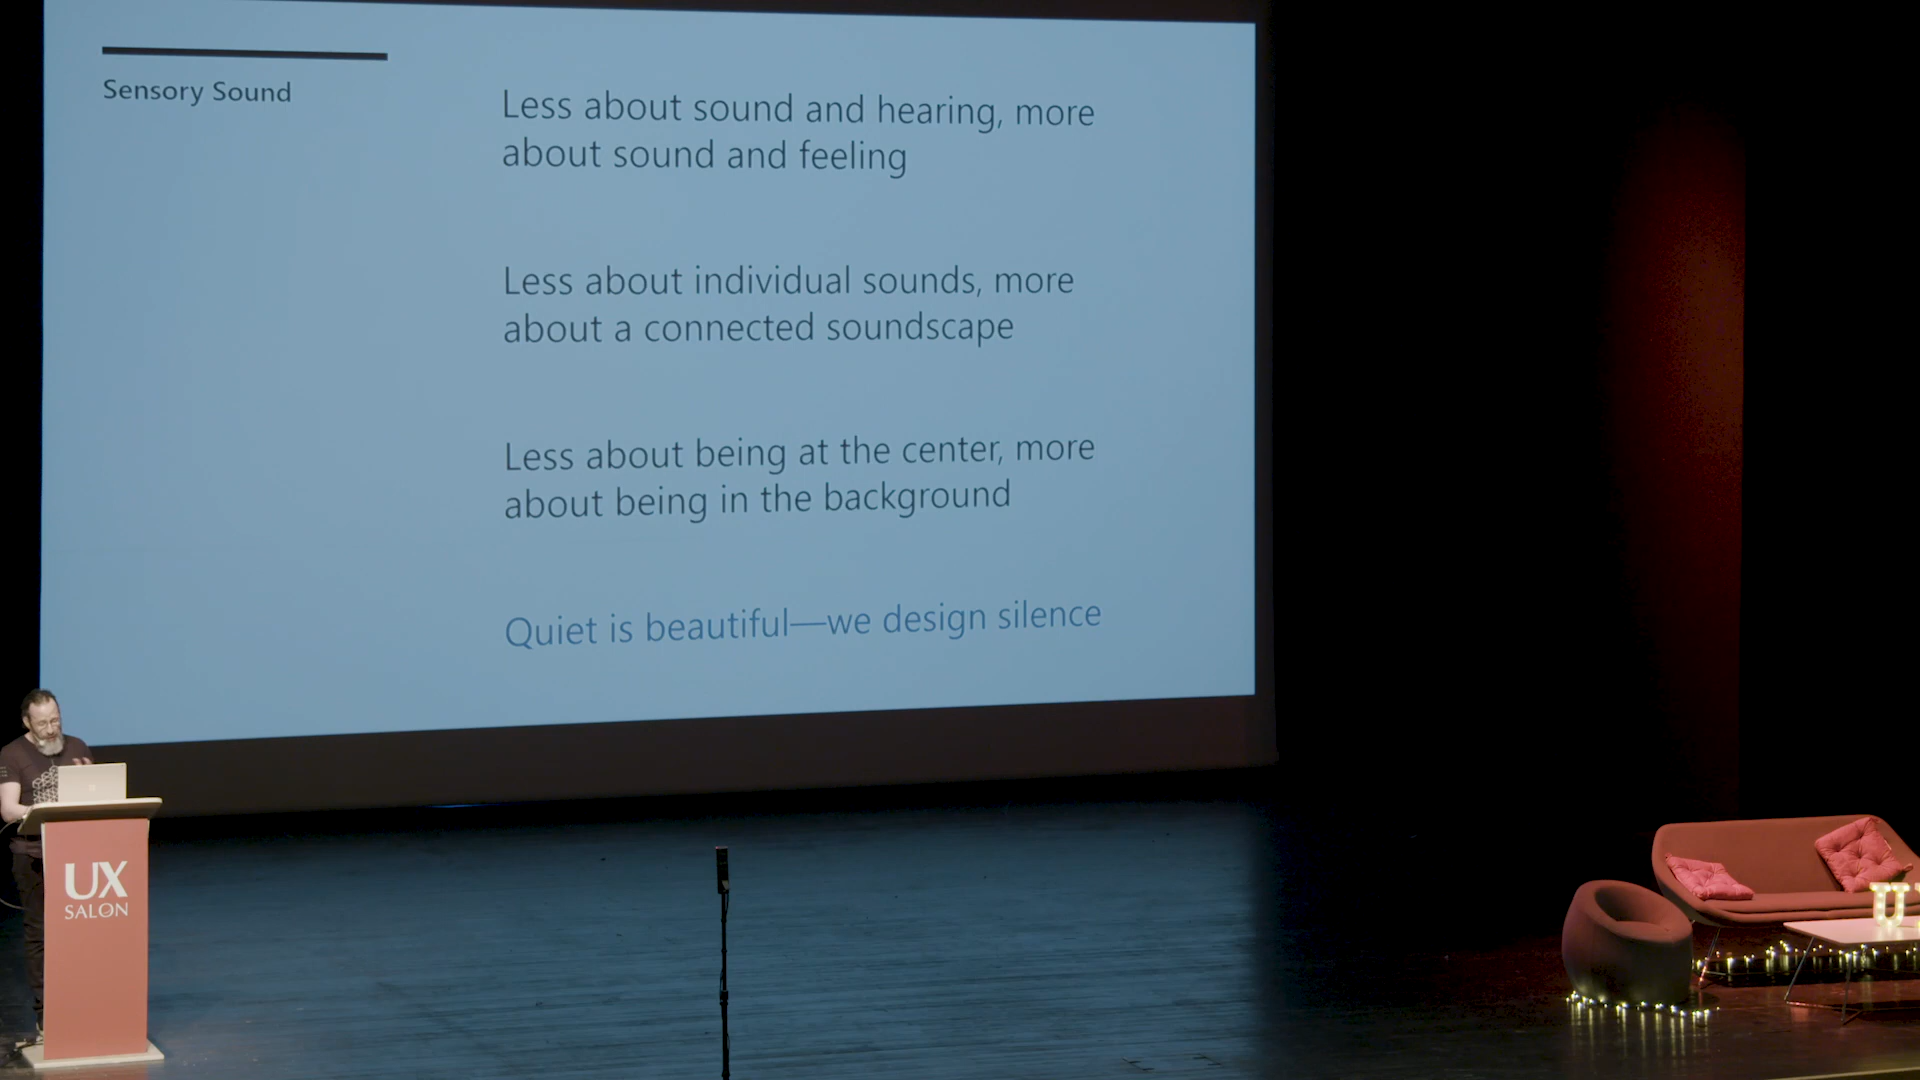 Sensory Sound
Less about sound and hearing, more
about sound and feeling
Less about individual sounds, more
about a connected soundscape
Less about being at the center, more
about being in the background
Quiet is beautiful—we design silence
UX
SALON
U